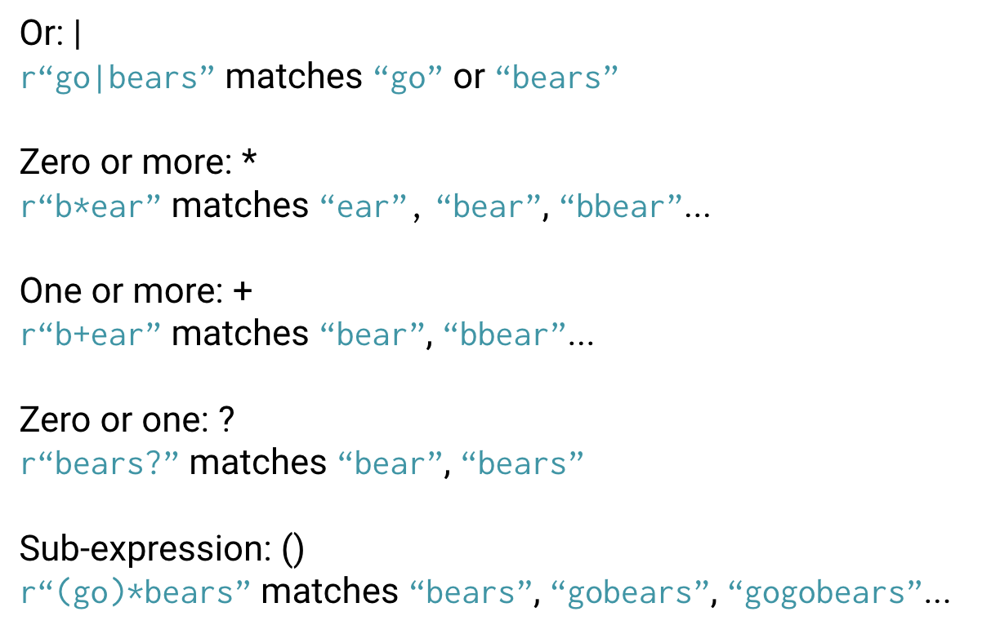 Or: |
r“go|bears” matches “go” or “bears”
Zero or more: *
r“b*ear” matches “ear”, “bear”, “bbear”...
One or more: +
r“b+ear” matches “bear”, “bbear”...
Zero or one: ?
r“bears?” matches “bear”, “bears”
Sub-expression: ()
r“(go)*bears” matches “bears”, “gobears”, “gogobears”...